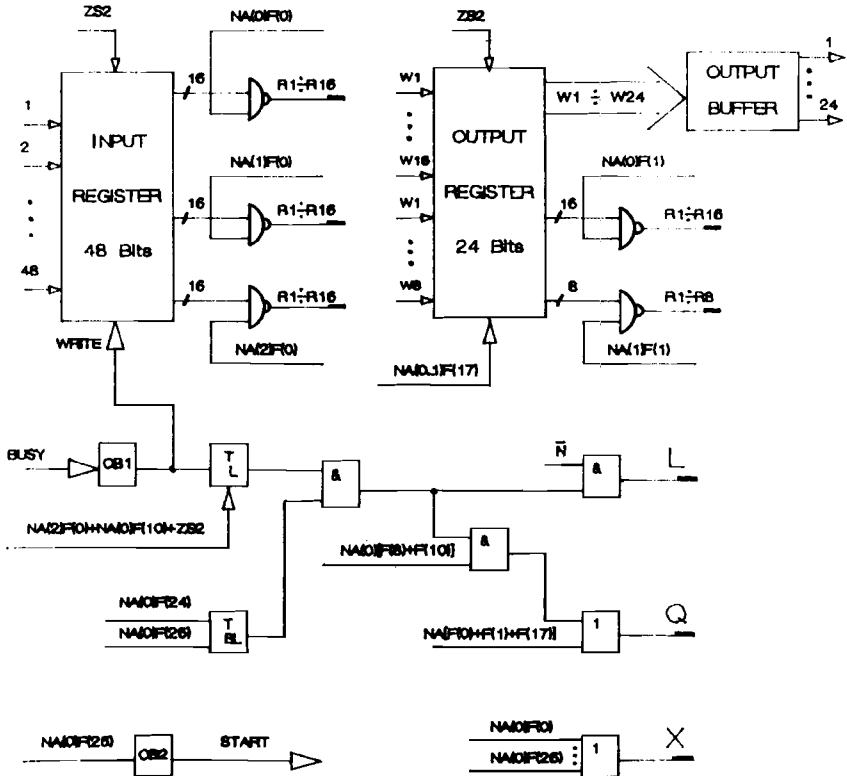 ZS2
NA(0)F(0)
16
R1÷R16
1
2
48
INPUT
REGISTER
48 Bits
NA(1)F(0)
16
R1÷R16
16
R1÷R16
NA(2)F(0)
WRITE
ZS2
W1
W16
W1
W8
OUTPUT
REGISTER
24 Bits
W1 ÷ W24
OUTPUT
BUFFER
1
24
NA(0)F(1)
16
R1÷R16
8
R1÷R8
NA(1)F(1)
NA(0,1)F(17)
BUSY
OB1
T
L
&
N̅
&
L
NA(2)F(0)+NA(0)F(10)+ZS2
NA(0)[F(8)+F(10)]
&
NA(0)F(24)
NA(0)F(26)
T
BL
NA[F(0)+F(1)+F(17)]
1
Q
NA(0)F(25)
OB2
START
NA(0)F(0)
NA(0)F(26)
1
X